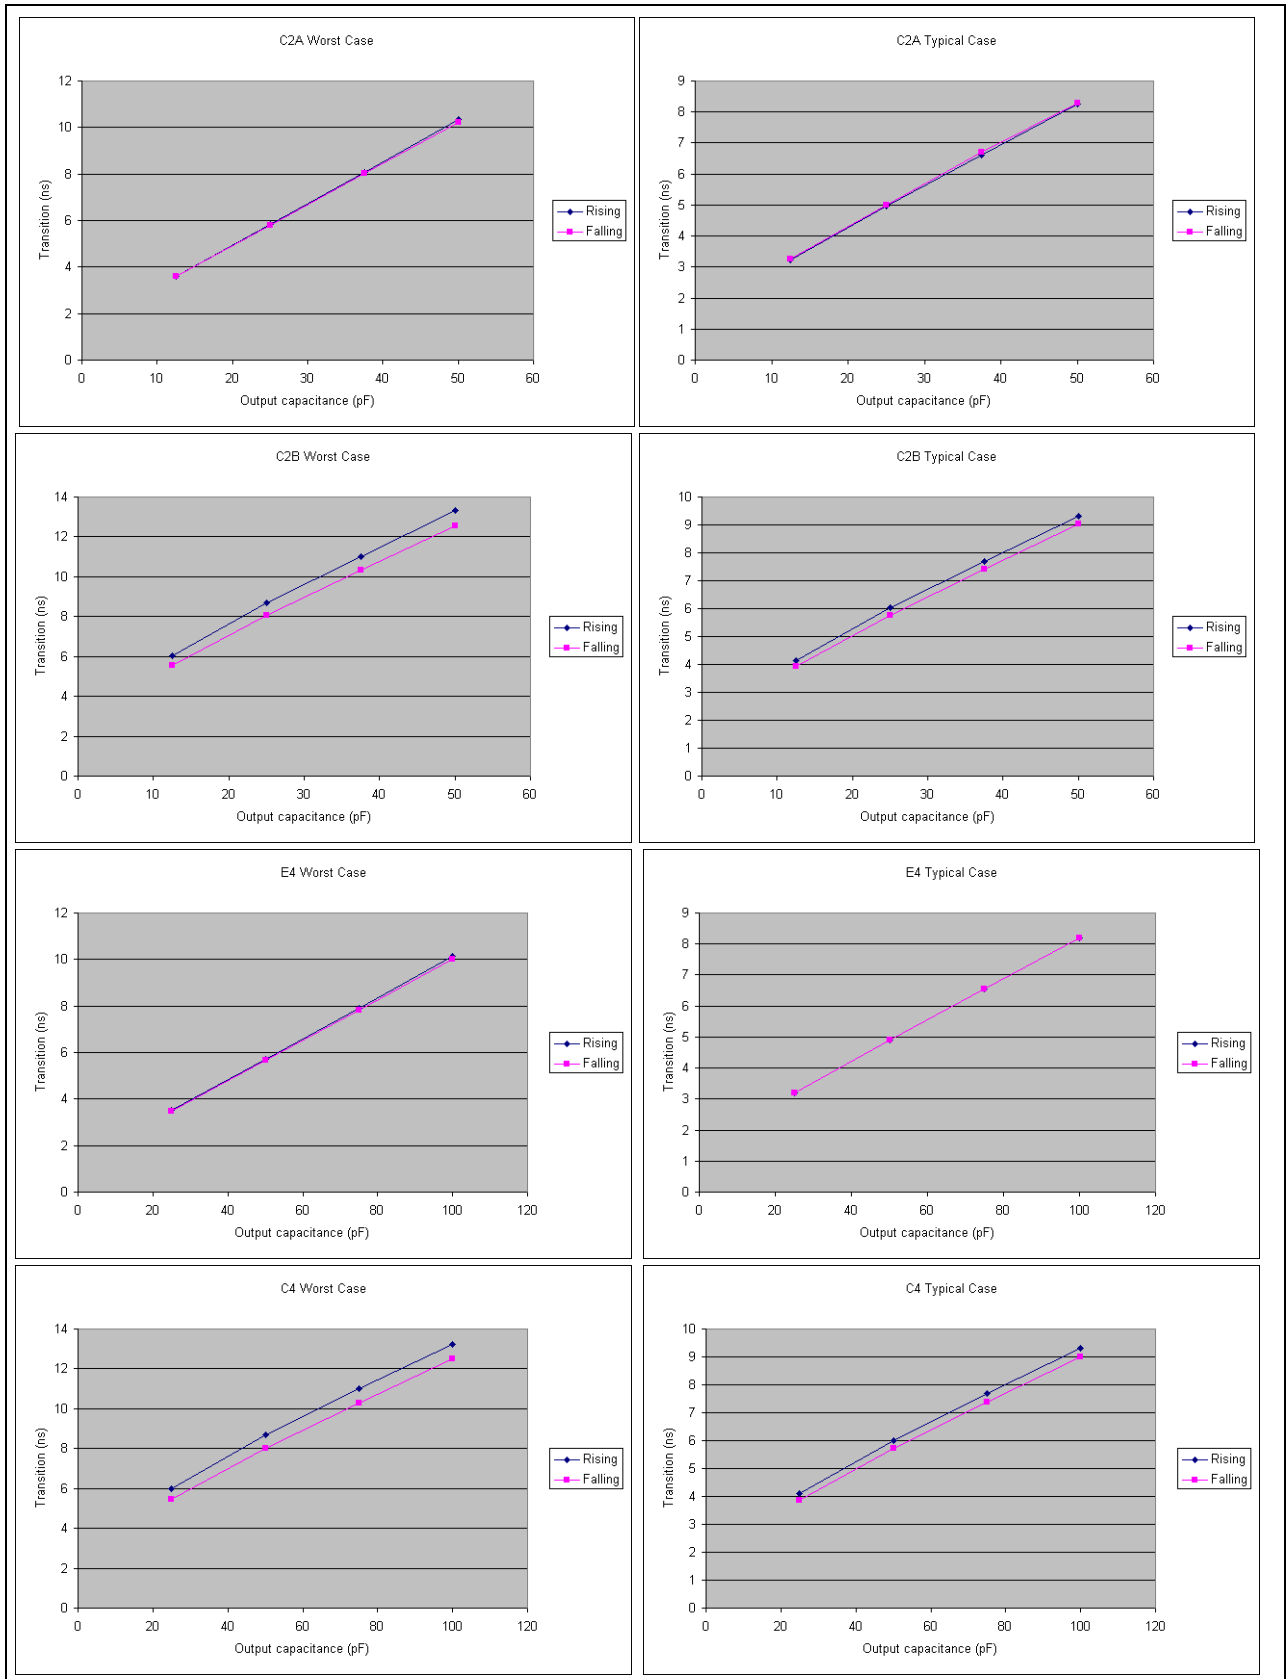 C2A Worst Case
12
10
8
6
4
2
0
Transition (ns)
0 10 20 30 40 50 60
Output capacitance (pF)
Rising
Falling
C2A Typical Case
9
8
7
6
5
4
3
2
1
0
Transition (ns)
0 10 20 30 40 50 60
Output capacitance (pF)
Rising
Falling
C2B Worst Case
14
12
10
8
6
4
2
0
Transition (ns)
0 10 20 30 40 50 60
Output capacitance (pF)
Rising
Falling
C2B Typical Case
10
9
8
7
6
5
4
3
2
1
0
Transition (ns)
0 10 20 30 40 50 60
Output capacitance (pF)
Rising
Falling
E4 Worst Case
12
10
8
6
4
2
0
Transition (ns)
0 20 40 60 80 100 120
Output capacitance (pF)
Rising
Falling
E4 Typical Case
9
8
7
6
5
4
3
2
1
0
Transition (ns)
0 20 40 60 80 100 120
Output capacitance (pF)
Rising
Falling
C4 Worst Case
14
12
10
8
6
4
2
0
Transition (ns)
0 20 40 60 80 100 120
Output capacitance (pF)
Rising
Falling
C4 Typical Case
10
9
8
7
6
5
4
3
2
1
0
Transition (ns)
0 20 40 60 80 100 120
Output capacitance (pF)
Rising
Falling